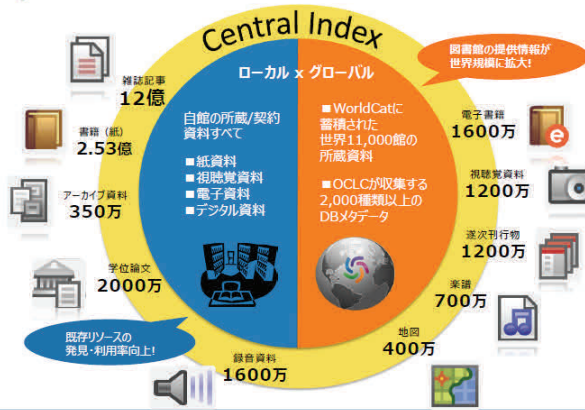 Central Index
ローカル x グローバル
図書館の提供情報が
世界規模に拡大!
自館の所蔵/契約
資料すべて
■紙資料
■視聴覚資料
■電子資料
■デジタル資料
■WorldCatに
蓄積された
世界11,000館の
所蔵資料
■OCLCが収集する
2,000種類以上の
DBメタデータ
雑誌記事
12億
書籍(紙)
2.53億
アーカイブ資料
350万
学位論文
2000万
既存リソースの
発見・利用率向上!
録音資料
1600万
電子書籍
1600万
e
視聴覚資料
1200万
逐次刊行物
1200万
楽譜
700万
地図
400万